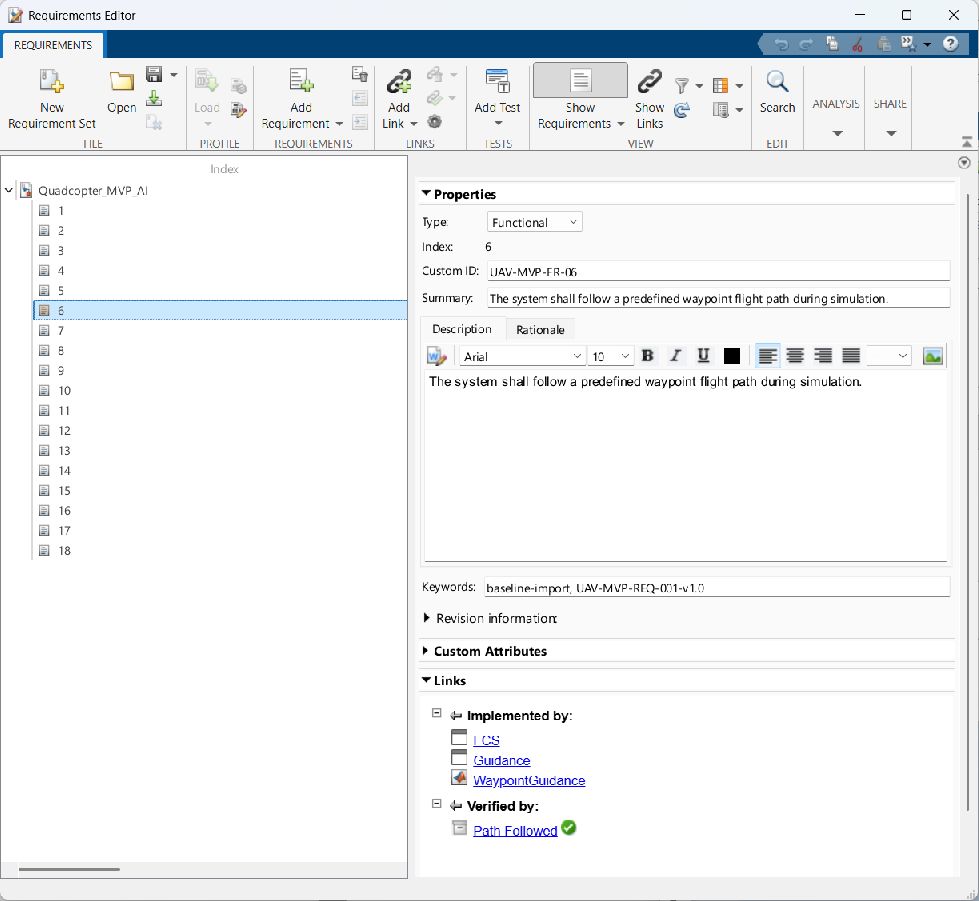 Requirements Editor
REQUIREMENTS
New
Requirement Set
Open
FILE
Load
PROFILE
Add
Requirement
REQUIREMENTS
Add
Link
LINKS
Add Test
TESTS
Show
Requirements
Show
Links
VIEW
Search
EDIT
ANALYSIS
SHARE
Index
Quadcopter_MVP_AI
1
2
3
4
5
6
7
8
9
10
11
12
13
14
15
16
17
18
Properties
Type: Functional
Index: 6
Custom ID: UAV-MVP-FR-06
Summary: The system shall follow a predefined waypoint flight path during simulation.
Description Rationale
Arial 10 B I U
The system shall follow a predefined waypoint flight path during simulation.
Keywords: baseline-import, UAV-MVP-REQ-001-v1.0
Revision information:
Custom Attributes
Links
Implemented by:
FCS
Guidance
WaypointGuidance
Verified by:
Path Followed